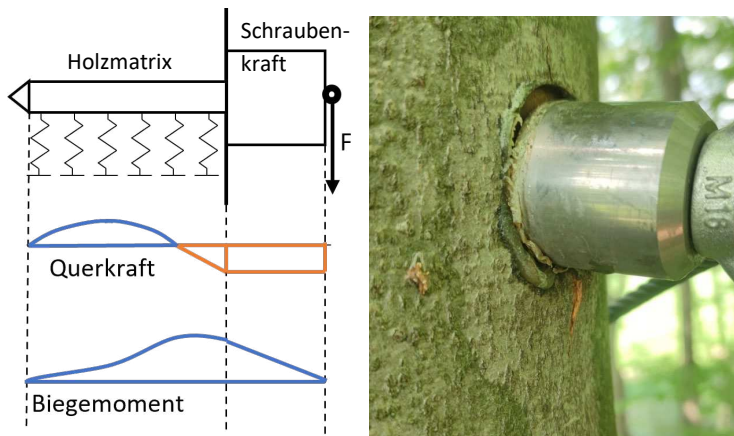 Schrauben-
kraft
Holzmatrix
F
Querkraft
Biegemoment
M16